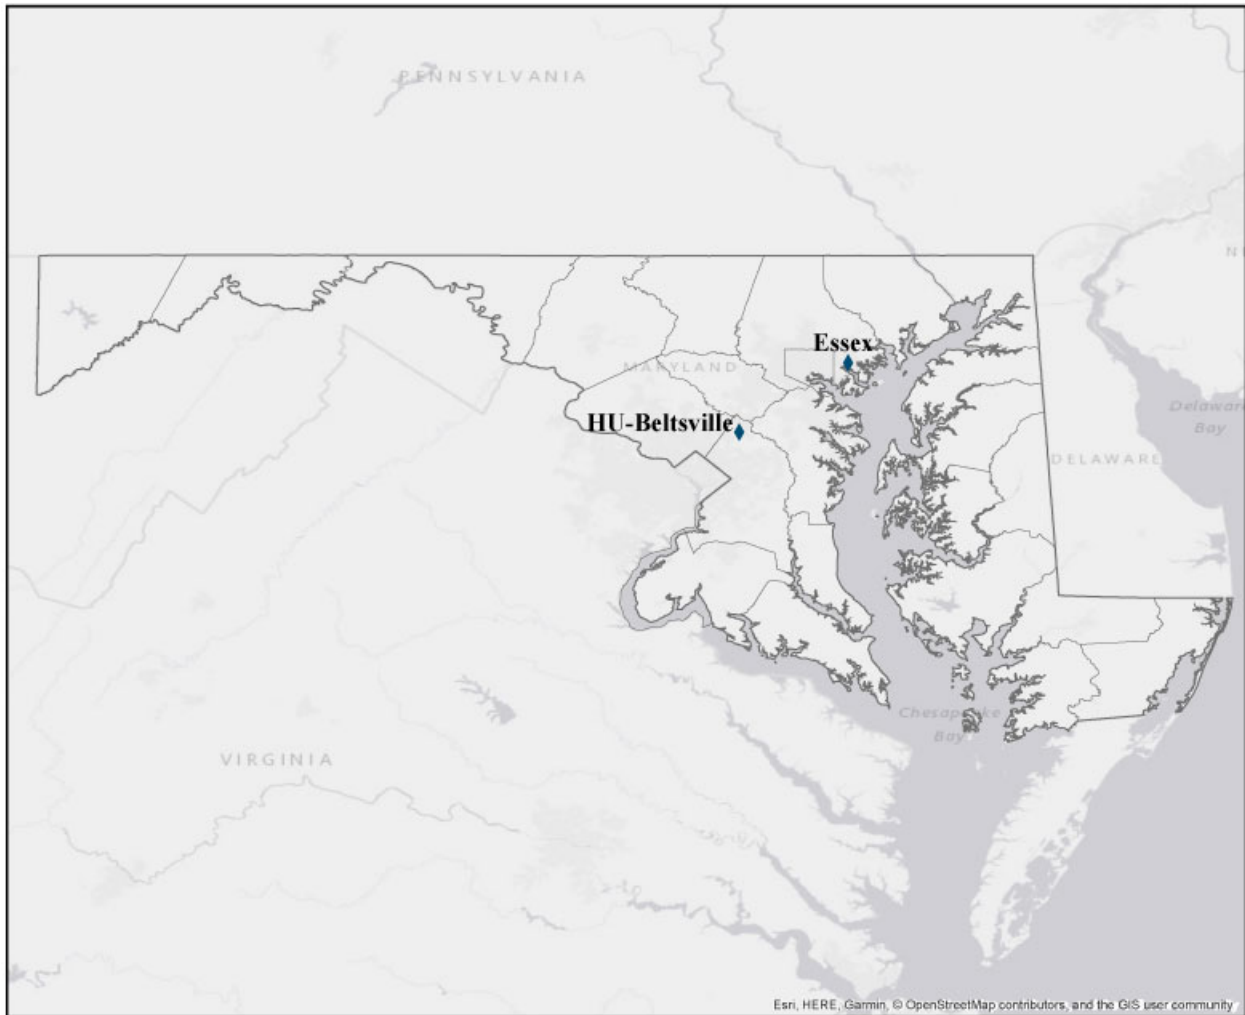 PENNSYLVANIA
Essex
MARYLAND
HU-Beltsville
Delaware
Bay
DELAWARE
Chesapeake
Bay
VIRGINIA
Esri, HERE, Garmin, © OpenStreetMap contributors, and the GIS user community